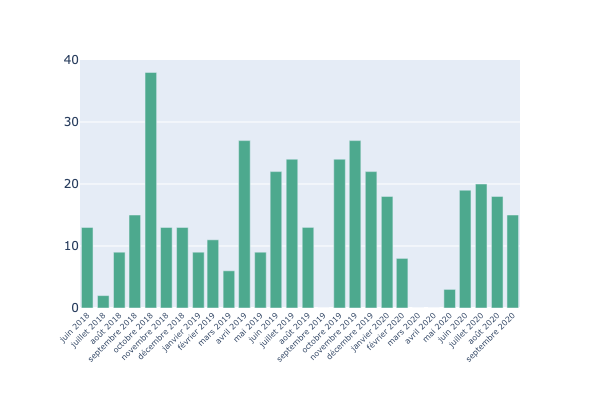 40
30
20
10
0
juin 2018
juillet 2018
août 2018
septembre 2018
octobre 2018
novembre 2018
décembre 2018
janvier 2019
février 2019
mars 2019
avril 2019
mai 2019
juin 2019
juillet 2019
août 2019
septembre 2019
octobre 2019
novembre 2019
décembre 2019
janvier 2020
février 2020
mars 2020
avril 2020
mai 2020
juin 2020
juillet 2020
août 2020
septembre 2020